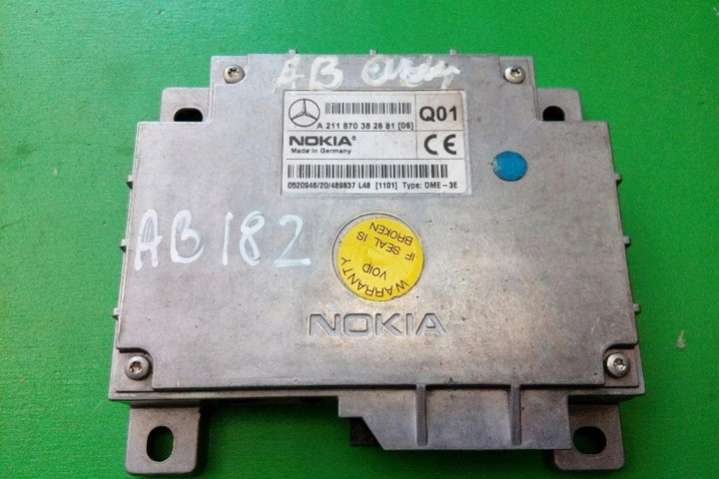 AB
A 211 870 38 26 81 [06]
Q01
NOKIA®
Made in Germany
CE
0520946/20/489837 L48 [1101] Type: DME-3E
AB 182
WARRANTY
VOID
IF SEAL IS
BROKEN
NOKIA